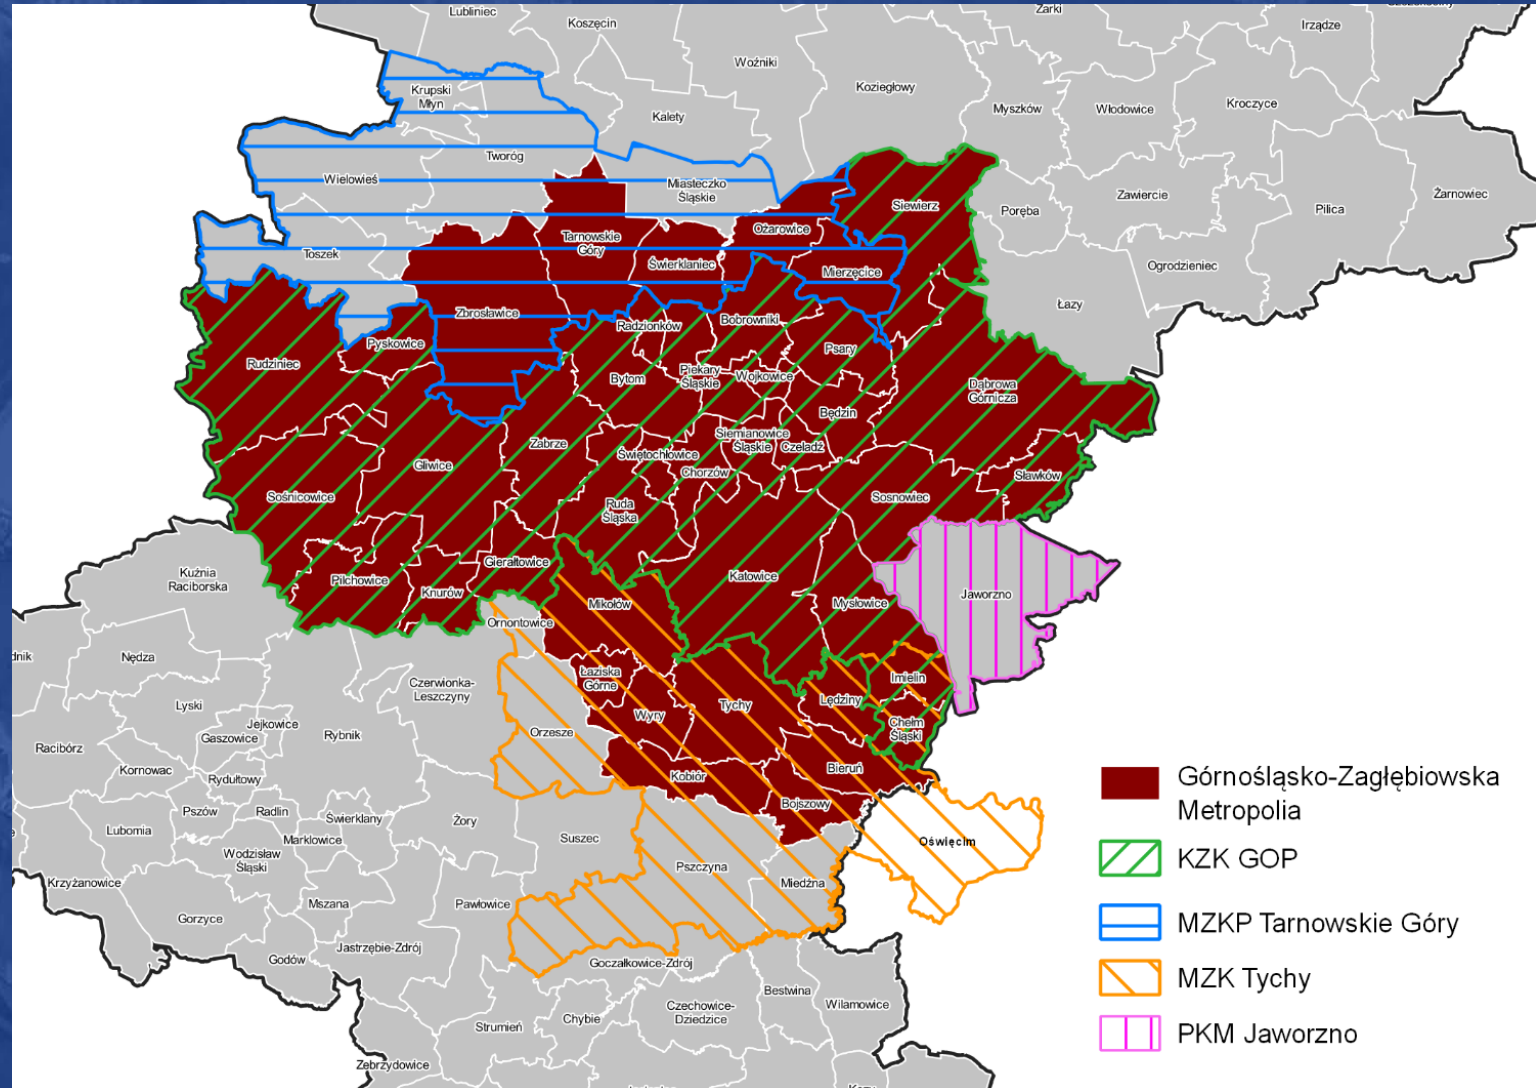 Lubliniec
Koszęcin
Żarki
Irządze
Woźniki
Koziegłowy
Krupski
Młyn
Kalety
Myszków
Włodowice
Kroczyce
Tworóg
Wielowieś
Miasteczko
Śląskie
Siewierz
Poręba
Zawiercie
Pilica
Żarnowiec
Tarnowskie
Góry
Ożarowice
Toszek
Świerklaniec
Mierzęcice
Ogrodzieniec
Łazy
Zbrosławice
Radzionków
Bobrowniki
Psary
Pyskowice
Rudziniec
Bytom
Piekary
Śląskie
Wojkowice
Dąbrowa
Górnicza
Będzin
Siemianowice
Śląskie
Czeladź
Zabrze
Świętochłowice
Chorzów
Gliwice
Sławków
Sośnicowice
Sosnowiec
Ruda
Śląska
Gierałtowice
Kuźnia
Raciborska
Pilchowice
Knurów
Katowice
Mikołów
Mysłowice
Jaworzno
Ornontowice
dnik
Nędza
Czerwionka-
Leszczyny
Łaziska
Górne
Imielin
Lędziny
Tychy
Wyry
Chełm
Śląski
Lyski
Jejkowice
Gaszowice
Rybnik
Orzesze
Racibórz
Kornowac
Rydułtowy
Kobiór
Bieruń
Bojszowy
Pszów
Radlin
Świerklany
Żory
Lubomia
Marklowice
Suszec
Oświęcim
Wodzisław
Śląski
Pszczyna
Miedźna
Krzyżanowice
Mszana
Pawłowice
Gorzyce
Jastrzębie-Zdrój
Godów
Goczałkowice-Zdrój
Bestwina
Wilamowice
Czechowice-
Dziedzice
Strumień
Chybie
Zebrzydowice
Górnośląsko-Zagłębiowska
Metropolia
KZK GOP
MZKP Tarnowskie Góry
MZK Tychy
PKM Jaworzno